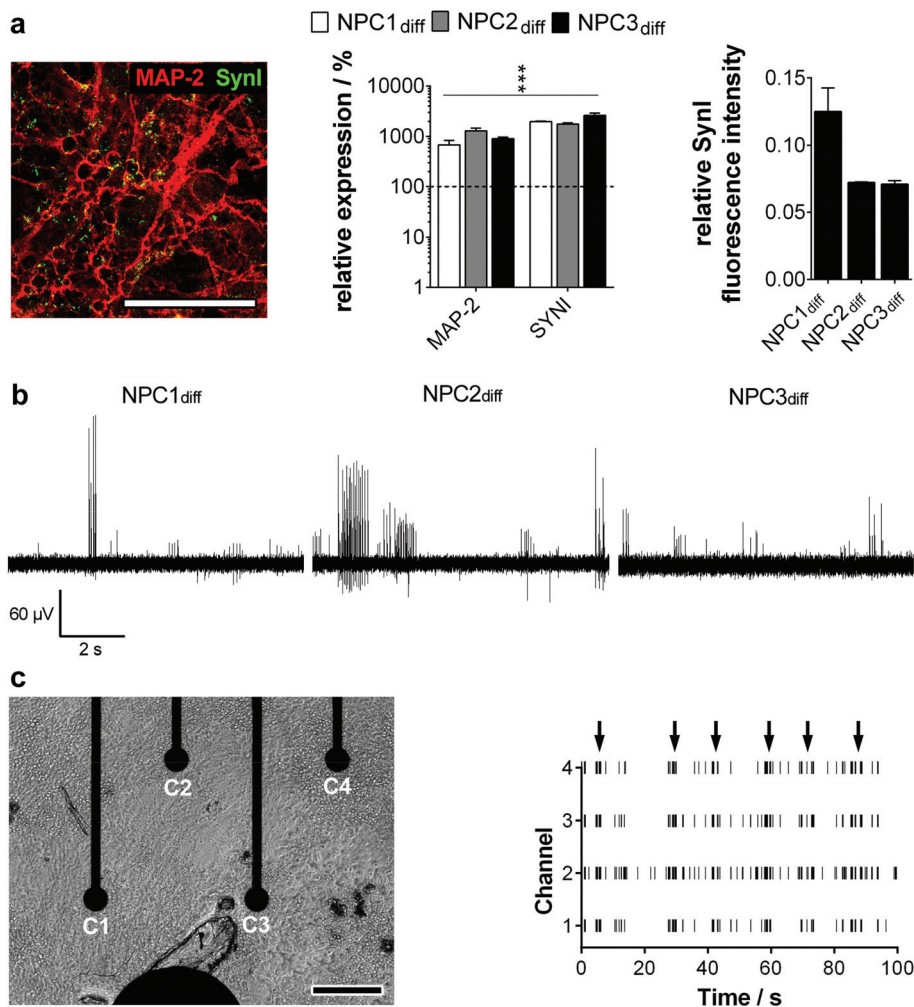 a
NPC1diff NPC2diff NPC3diff
MAP-2 SynI
relative expression / %
10000
1000
100
10
1
***
MAP-2
SYNI
relative SynI
fluorescence intensity
0.15
0.10
0.05
0.00
NPC1diff
NPC2diff
NPC3diff
b
NPC1diff
NPC2diff
NPC3diff
60 µV
2 s
c
C1
C2
C3
C4
Channel
4
3
2
1
0 20 40 60 80 100
Time / s